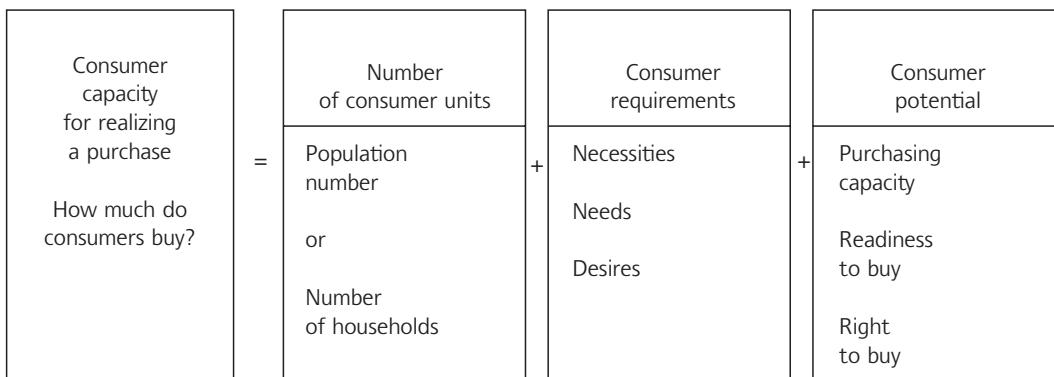 Consumer
capacity
for realizing
a purchase
How much do
consumers buy?
=
Number
of consumer units
Population
number
or
Number
of households
+
Consumer
requirements
Necessities
Needs
Desires
+
Consumer
potential
Purchasing
capacity
Readiness
to buy
Right
to buy